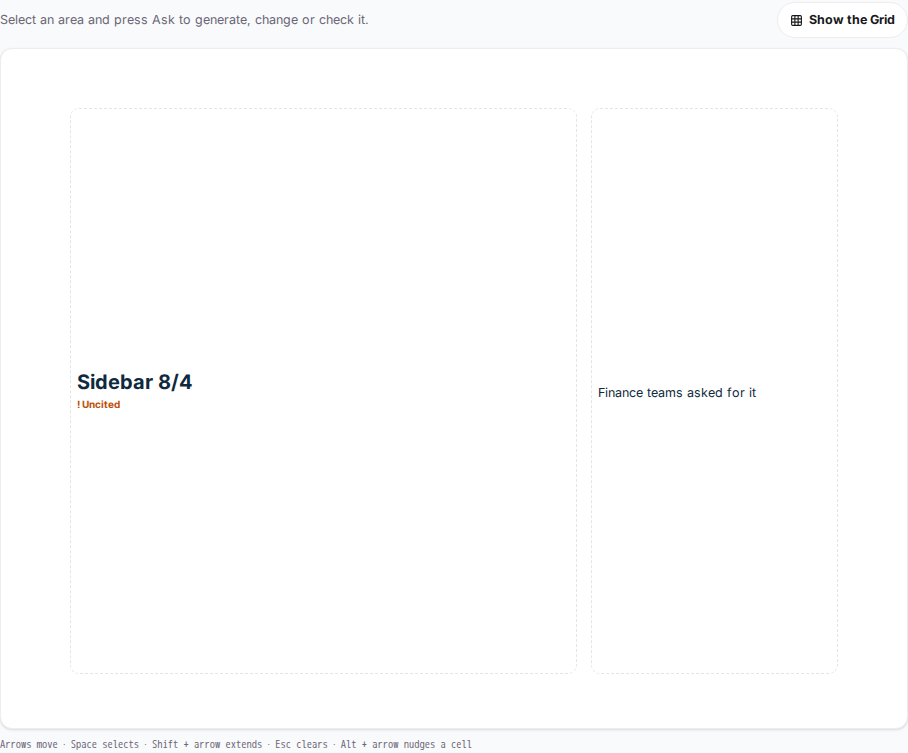 Select an area and press Ask to generate, change or check it.
Show the Grid
Sidebar 8/4
! Uncited
Finance teams asked for it
Arrows move · Space selects · Shift + arrow extends · Esc clears · Alt + arrow nudges a cell